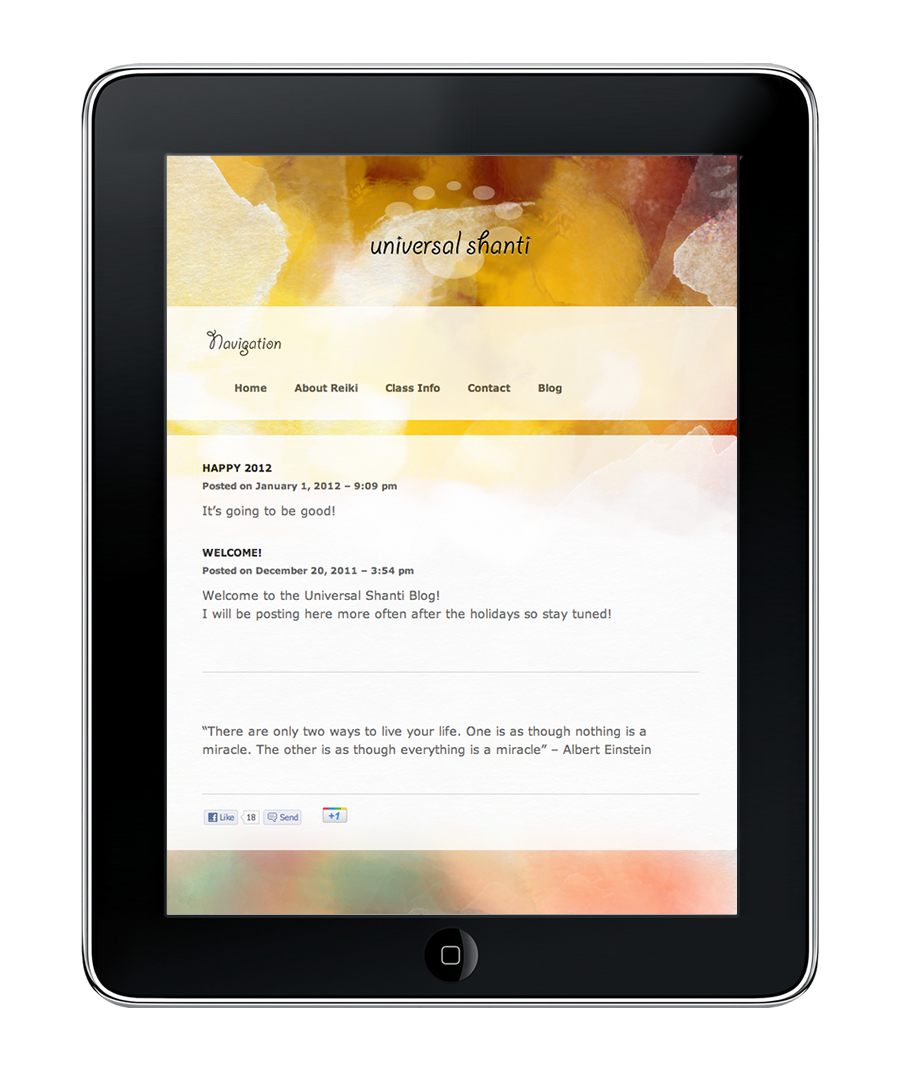 universal shanti
Navigation
Home About Reiki Class Info Contact Blog
HAPPY 2012
Posted on January 1, 2012 – 9:09 pm
It’s going to be good!
WELCOME!
Posted on December 20, 2011 – 3:54 pm
Welcome to the Universal Shanti Blog!
I will be posting here more often after the holidays so stay tuned!
“There are only two ways to live your life. One is as though nothing is a
miracle. The other is as though everything is a miracle” – Albert Einstein
Like 18 Send +1